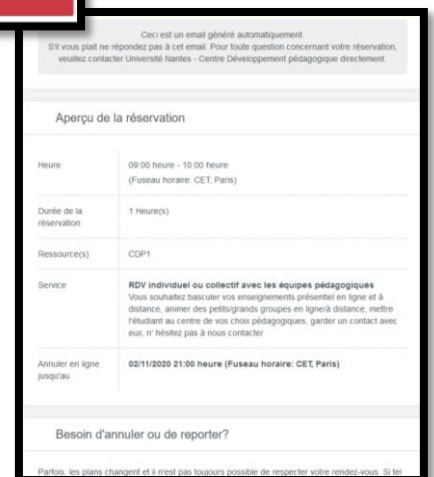 Ceci est un email généré automatiquement.
S'il vous plait ne répondez pas à cet email. Pour toute question concernant votre réservation,
veuillez contacter Université Nantes - Centre Développement pédagogique directement.
Aperçu de la réservation
Heure
09:00 heure - 10:00 heure
(Fuseau horaire: CET, Paris)
Durée de la
réservation
1 Heure(s)
Ressource(s)
CDP1
Service
RDV individuel ou collectif avec les équipes pédagogiques
Vous souhaitez basculer vos enseignements présentiel en ligne et à
distance, animer des petits/grands groupes en ligne/à distance, mettre
l'étudiant au centre de vos choix pédagogiques, garder un contact avec
eux, n' hésitez pas à nous contacter
Annuler en ligne
jusqu'au
02/11/2020 21:00 heure (Fuseau horaire: CET, Paris)
Besoin d'annuler ou de reporter?
Parfois, les plans changent et il n'est pas toujours possible de respecter votre rendez-vous. Si tel